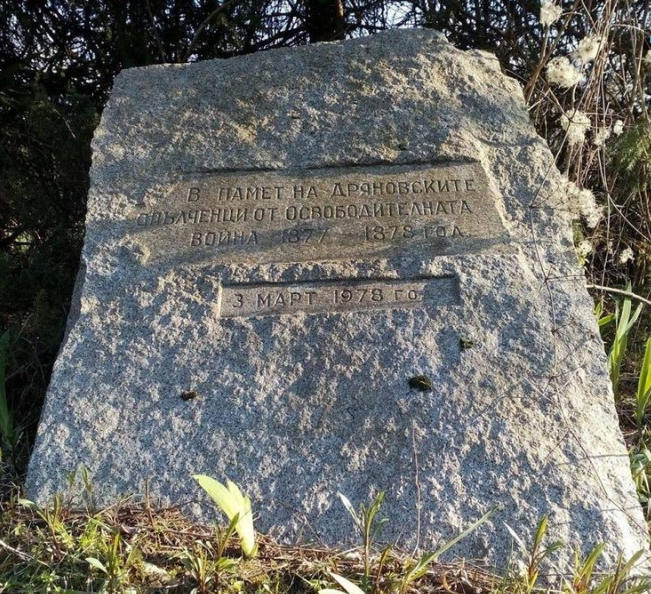 В ПАМЕТ НА ДРЯНОВСКИТЕ
ОПЪЛЧЕНЦИ ОТ ОСВОБОДИТЕЛНАТА
ВОЙНА 1877 1878 ГОД.
3 МАРТ 1978 ГО